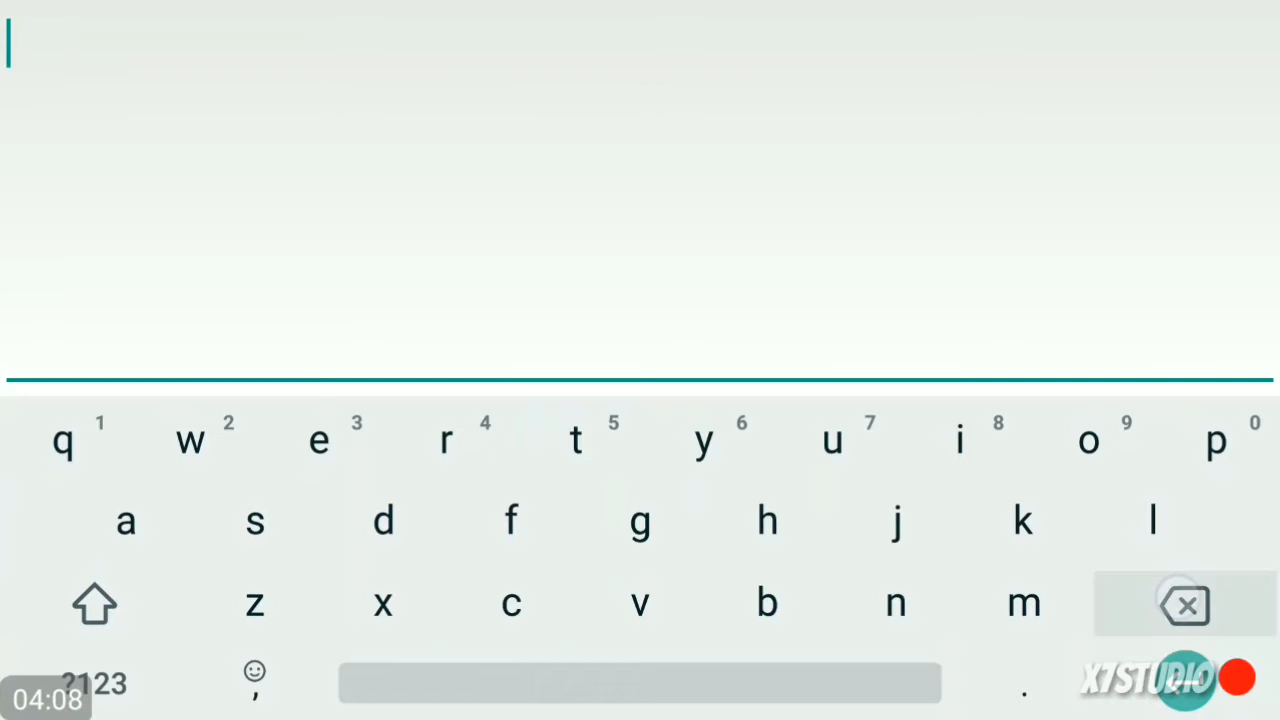 q 1 w 2 e 3 r 4 t 5 y 6 u 7 i 8 o 9 p 0
a s d f g h j k l
z x c v b n m
?123 , . X7STUDIO
04:08